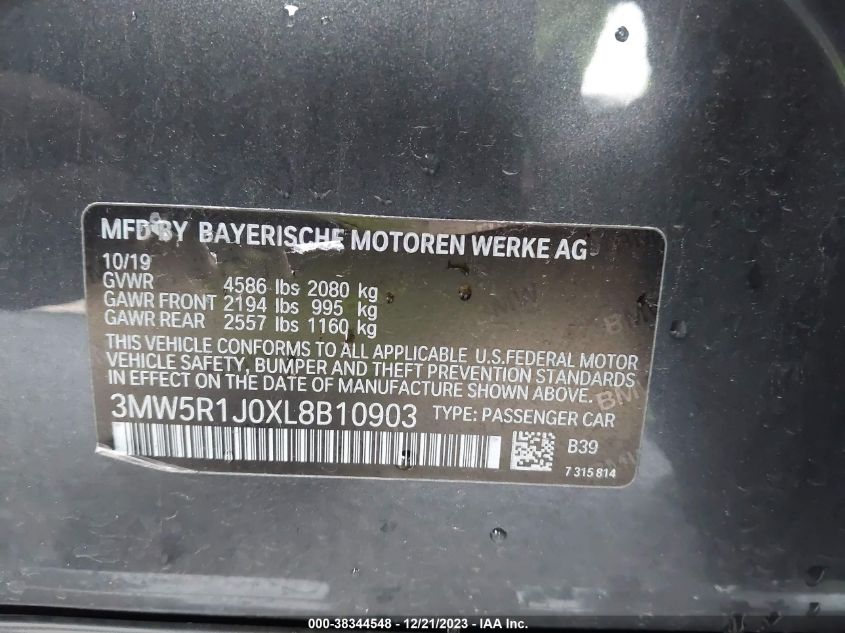 MFD BY BAYERISCHE MOTOREN WERKE AG
10/19
GVWR 4586 lbs 2080 kg
GAWR FRONT 2194 lbs 995 kg
GAWR REAR 2557 lbs 1160 kg
THIS VEHICLE CONFORMS TO ALL APPLICABLE U.S.FEDERAL MOTOR
VEHICLE SAFETY, BUMPER AND THEFT PREVENTION STANDARDS
IN EFFECT ON THE DATE OF MANUFACTURE SHOWN ABOVE.
3MW5R1J0XL8B10903 TYPE: PASSENGER CAR
B39
7 315 814
000-38344548 - 12/21/2023 - IAA Inc.